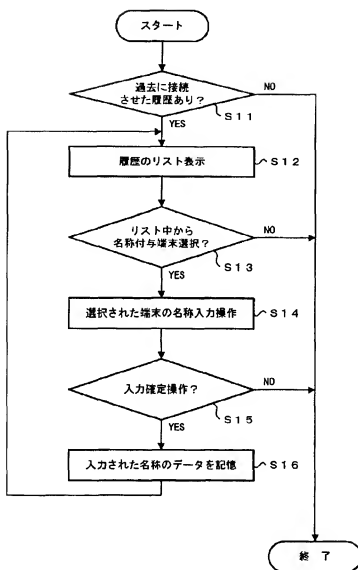 スタート
過去に接続
させた履歴あり？
NO
S11
YES
履歴のリスト表示
S12
リスト中から
名称付与端末選択？
NO
S13
YES
選択された端末の名称入力操作
S14
入力確定操作？
NO
S15
YES
入力された名称のデータを記憶
S16
終 了